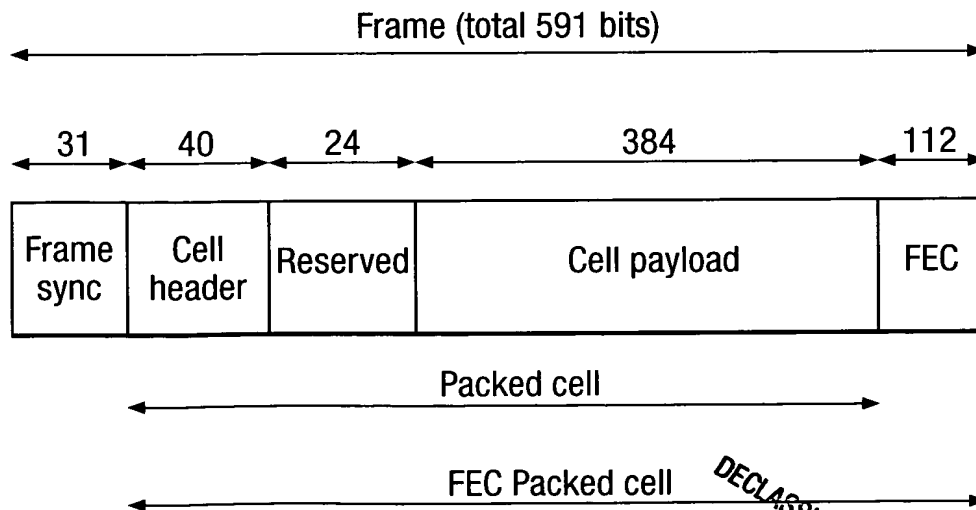 Frame (total 591 bits)
31 40 24 384 112
Frame sync
Cell header
Reserved
Cell payload
FEC
Packed cell
FEC Packed cell